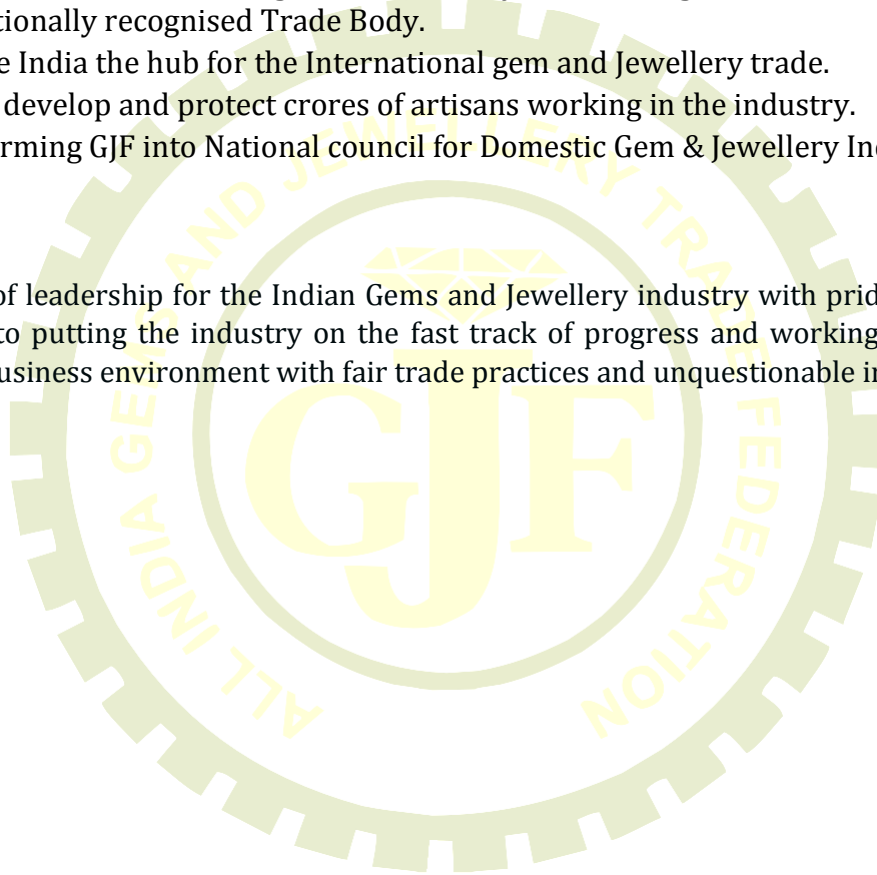 tionally recognised Trade Body.
e India the hub for the International gem and Jewellery trade.
develop and protect crores of artisans working in the industry.
rming GJF into National council for Domestic Gem & Jewellery In
of leadership for the Indian Gems and Jewellery industry with prid
to putting the industry on the fast track of progress and working
usiness environment with fair trade practices and unquestionable in
ALL INDIA GEMS AND JEWELLERY TRADE FEDERATION
GJF